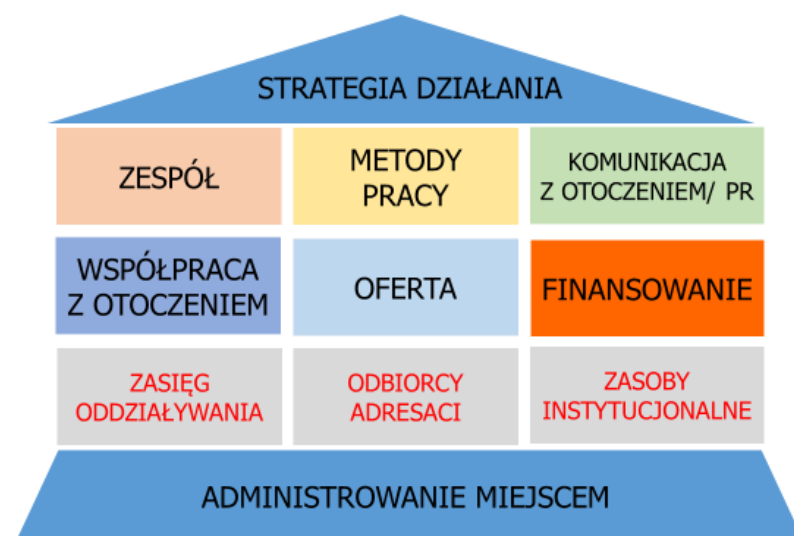 STRATEGIA DZIAŁANIA
ZESPÓŁ
METODY
PRACY
KOMUNIKACJA
Z OTOCZENIEM/ PR
WSPÓŁPRACA
Z OTOCZENIEM
OFERTA
FINANSOWANIE
ZASIĘG
ODDZIAŁYWANIA
ODBIORCY
ADRESACI
ZASOBY
INSTYTUCJONALNE
ADMINISTROWANIE MIEJSCEM